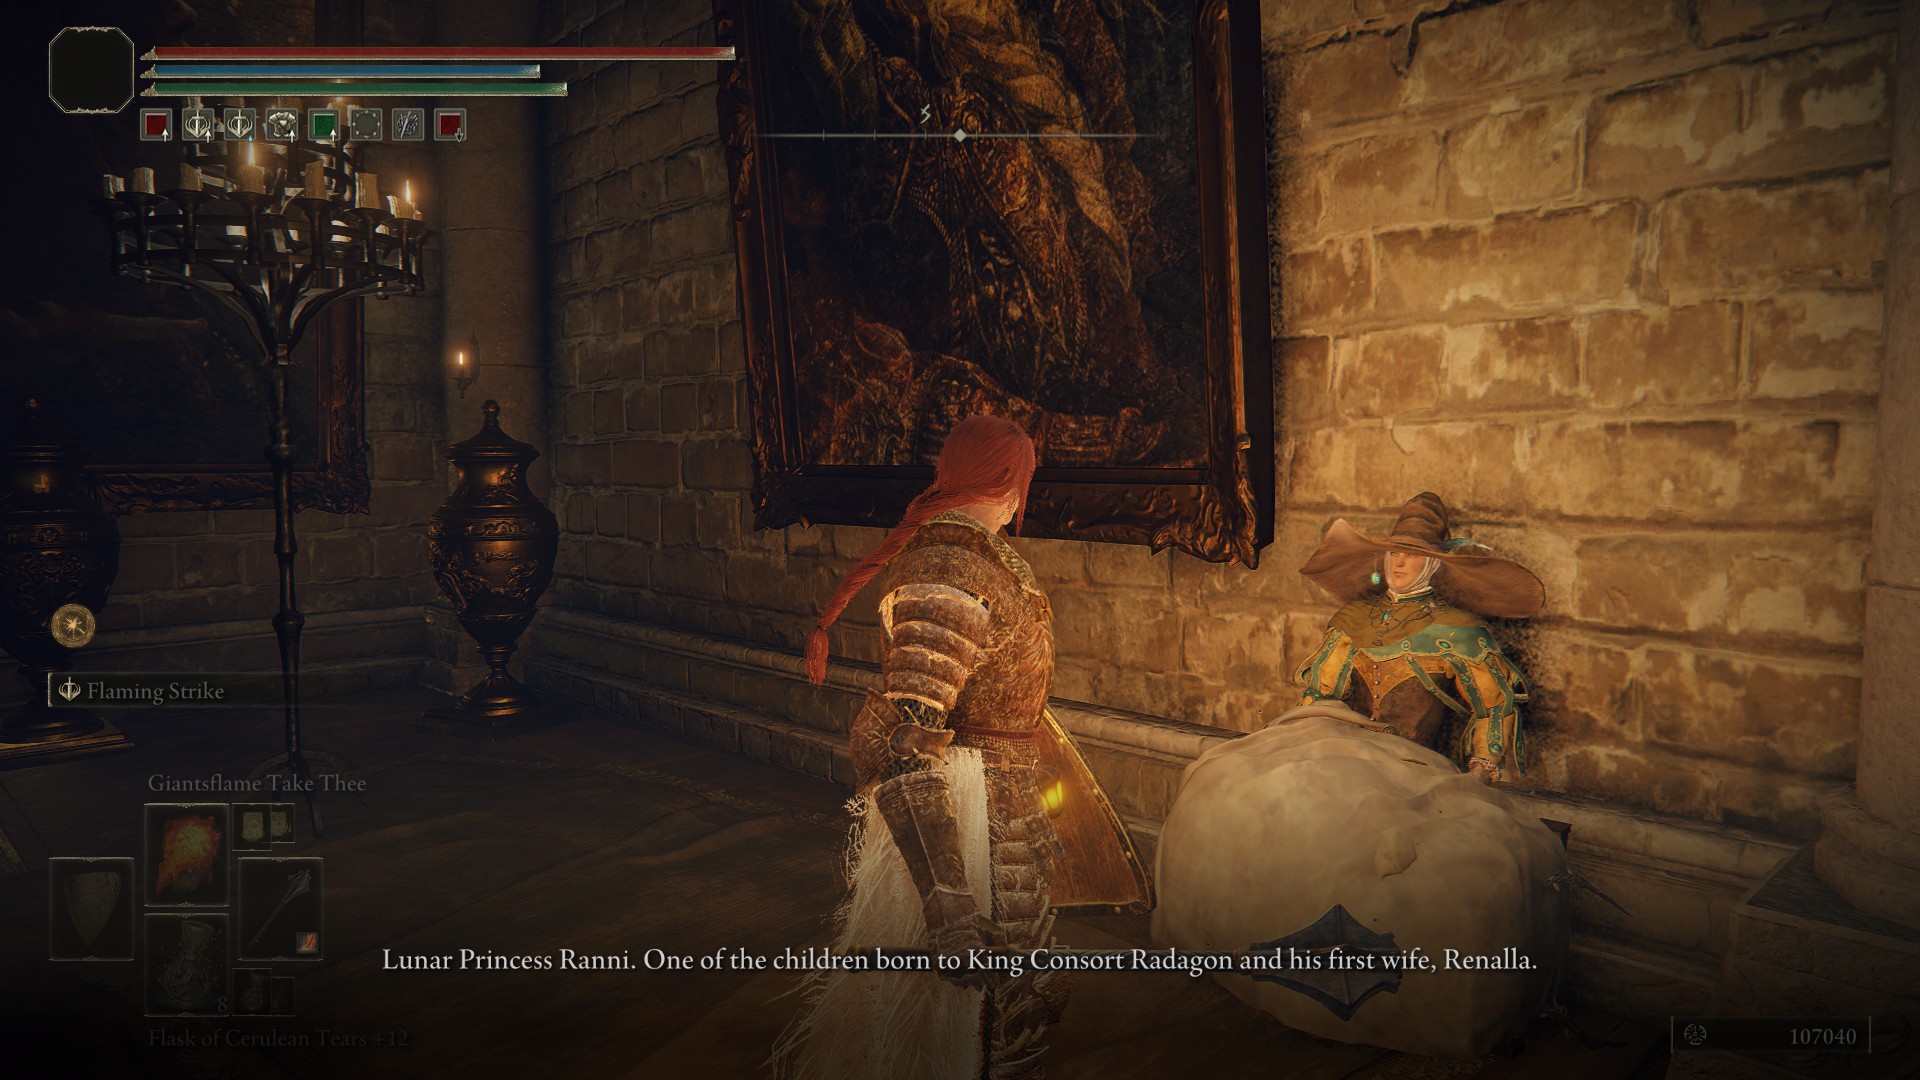 Flaming Strike
Giantsflame Take Thee
8
Lunar Princess Ranni. One of the children born to King Consort Radagon and his first wife, Renalla.
Flask of Cerulean Tears +12
107040